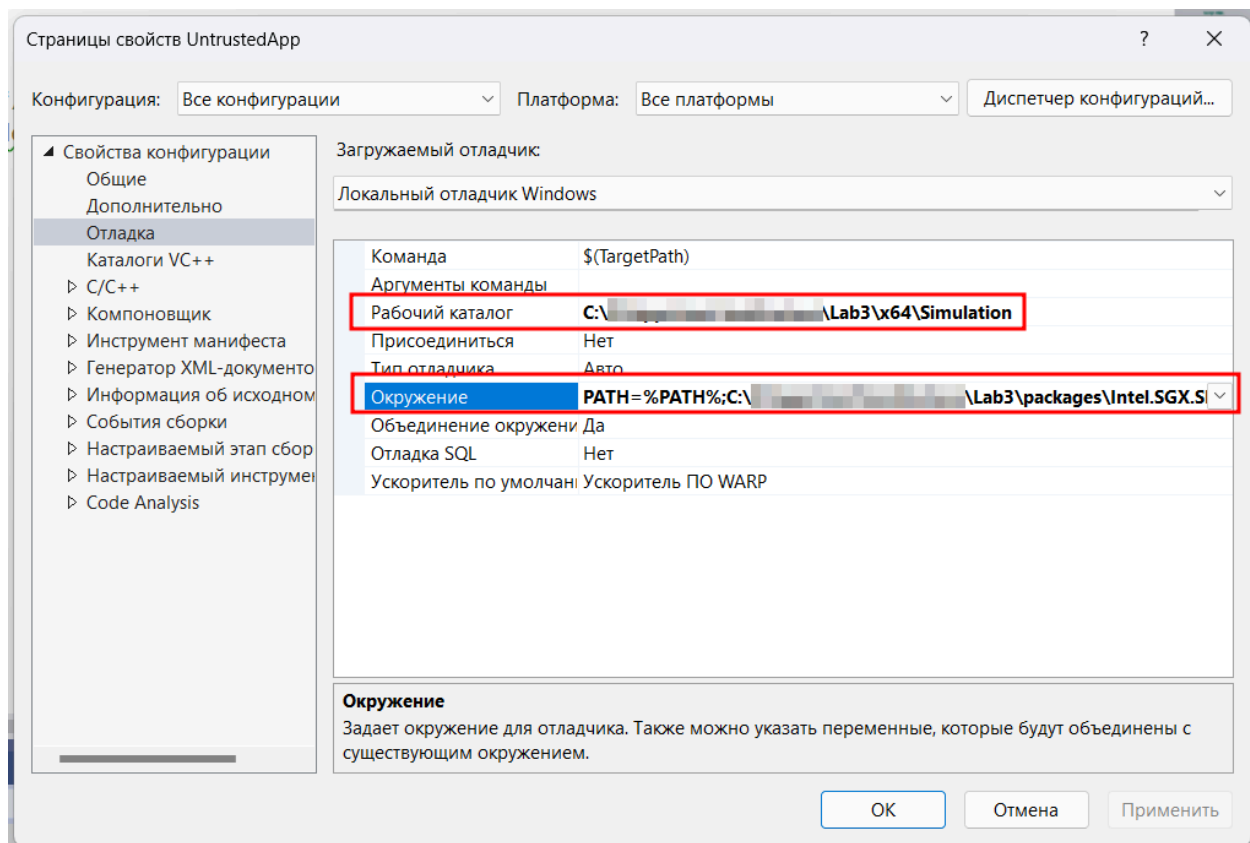 Страницы свойств UntrustedApp ?
Конфигурация: Все конфигурации Платформа: Все платформы Диспетчер конфигураций...
Свойства конфигурации
Общие
Дополнительно
Отладка
Каталоги VC++
C/C++
Компоновщик
Инструмент манифеста
Генератор XML-документо
Информация об исходном
События сборки
Настраиваемый этап сбор
Настраиваемый инструмен
Code Analysis
Загружаемый отладчик:
Локальный отладчик Windows
Команда $(TargetPath)
Аргументы команды
Рабочий каталог C:\ \Lab3\x64\Simulation
Присоединиться Нет
Тип отладчика Авто
Окружение PATH=%PATH%;C:\ \Lab3\packages\Intel.SGX.S
Объединение окружени Да
Отладка SQL Нет
Ускоритель по умолчан Ускоритель ПО WARP
Окружение
Задает окружение для отладчика. Также можно указать переменные, которые будут объединены с
существующим окружением.
ОК Отмена Применить